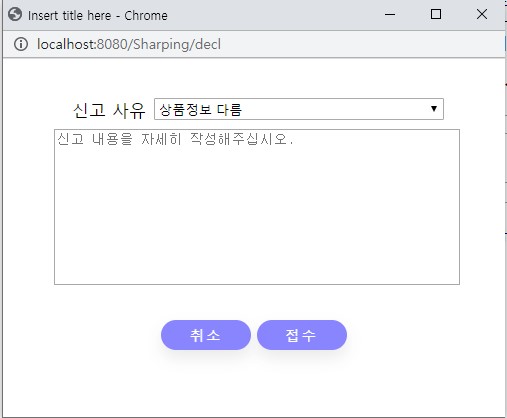 Insert title here - Chrome
localhost:8080/Sharping/decl
신고 사유 상품정보 다름
신고 내용을 자세히 작성해주십시오.
취소 접수